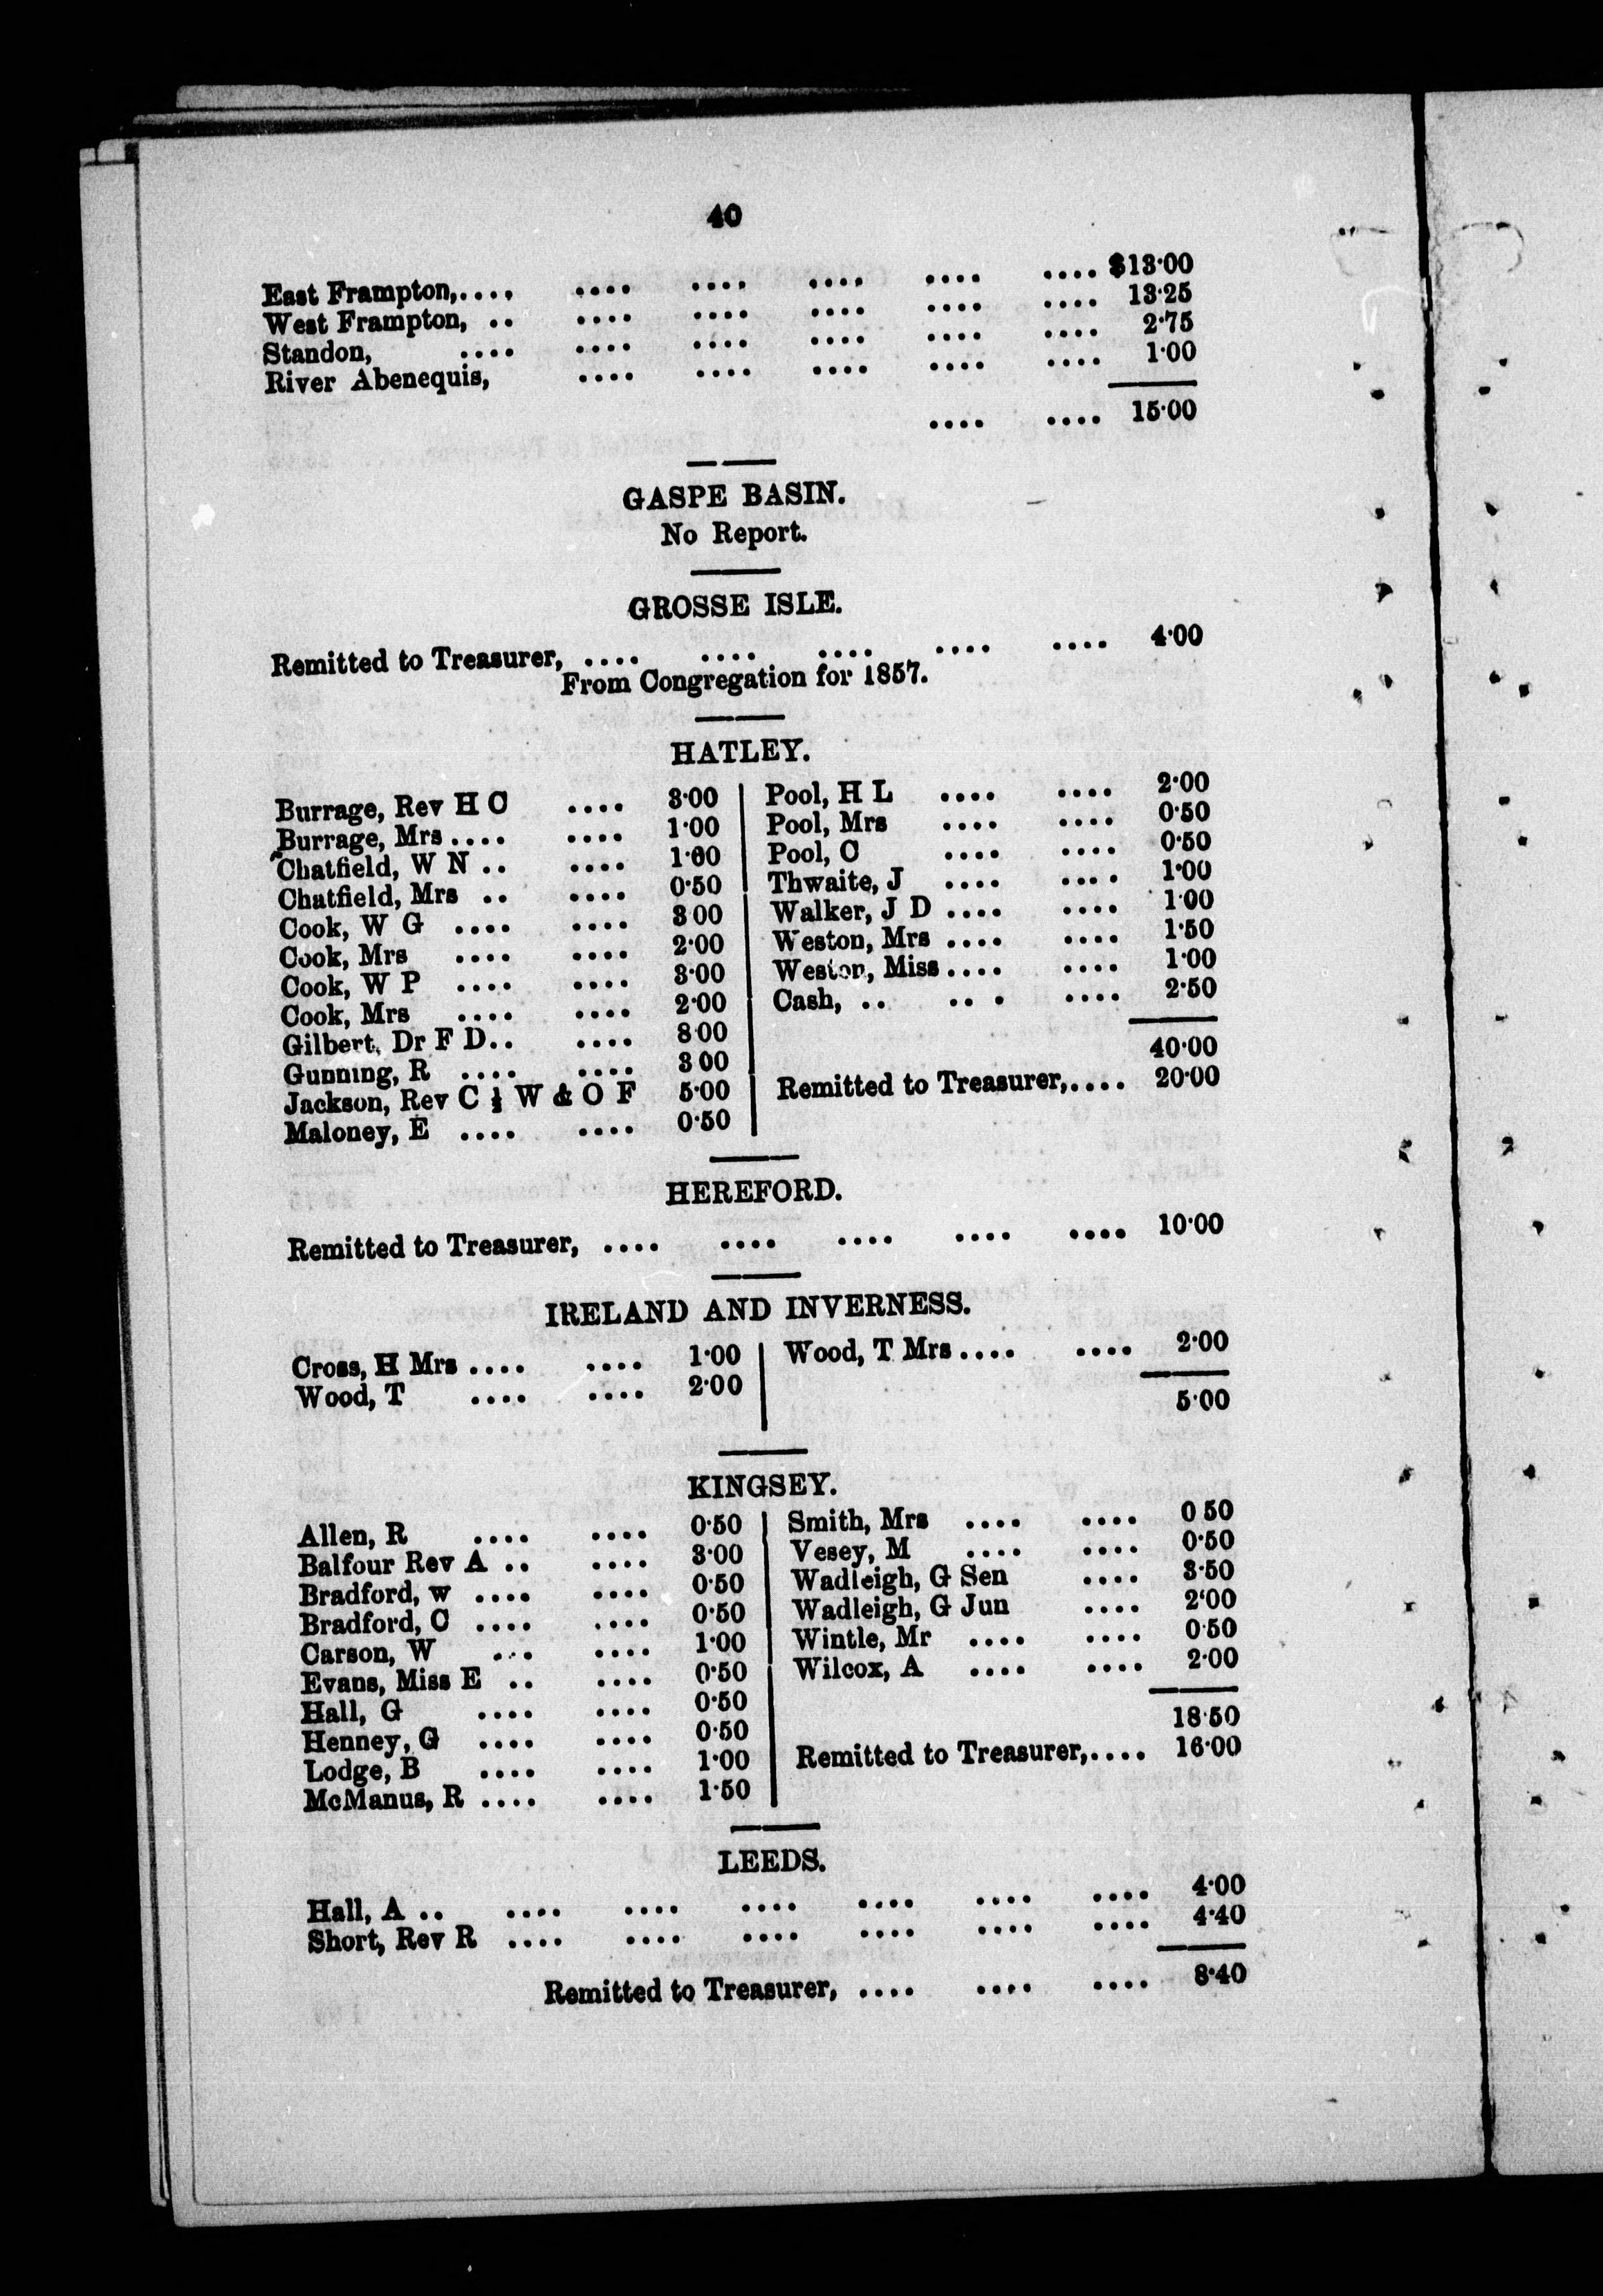 40
East Frampton,.... .... .... .... .... .... $13·00
West Frampton, .. .... .... .... .... .... 13·25
Standon, .... .... .... .... .... .... 2·75
River Abenequis, .... .... .... .... .... 1·00
.... .... 15·00
GASPE BASIN.
No Report.
GROSSE ISLE.
Remitted to Treasurer, .... .... .... .... .... 4·00
From Congregation for 1857.
HATLEY.
Burrage, Rev H C .... 3·00
Burrage, Mrs .... .... 1·00
Chatfield, W N .. .... 1·00
Chatfield, Mrs .. .... 0·50
Cook, W G .... .... 3 00
Cook, Mrs .... .... 2·00
Cook, W P .... .... 3·00
Cook, Mrs .... .... 2·00
Gilbert, Dr F D.. .... 8 00
Gunning, R .... .... 3 00
Jackson, Rev C ½ W & O F 5·00
Maloney, E .... .... 0·50
Pool, H L .... .... 2·00
Pool, Mrs .... .... 0·50
Pool, C .... .... 0·50
Thwaite, J .... .... 1·00
Walker, J D .... .... 1·00
Weston, Mrs .... .... 1·50
Weston, Miss .... .... 1·00
Cash, .. .. . .... 2·50
40·00
Remitted to Treasurer,.... 20·00
HEREFORD.
Remitted to Treasurer, .... .... .... .... .... 10·00
IRELAND AND INVERNESS.
Cross, H Mrs .... .... 1·00
Wood, T .... .... 2·00
Wood, T Mrs .... .... 2·00
5·00
KINGSEY.
Allen, R .... .... 0·50
Balfour Rev A .. .... 3·00
Bradford, w .... .... 0·50
Bradford, C .... .... 0·50
Carson, W ... .... 1·00
Evans, Miss E .. .... 0·50
Hall, G .... .... 0·50
Henney, G .... .... 0·50
Lodge, B .... .... 1·00
McManus, R .... .... 1·50
Smith, Mrs .... .... 0 50
Vesey, M .... .... 0·50
Wadleigh, G Sen .... 3·50
Wadleigh, G Jun .... 2·00
Wintle, Mr .... .... 0·50
Wilcox, A .... .... 2·00
18·50
Remitted to Treasurer,.... 16·00
LEEDS.
Hall, A .. .... .... .... .... .... .... 4·00
Short, Rev R .... .... .... .... .... .... 4·40
Remitted to Treasurer, .... .... .... 8·40